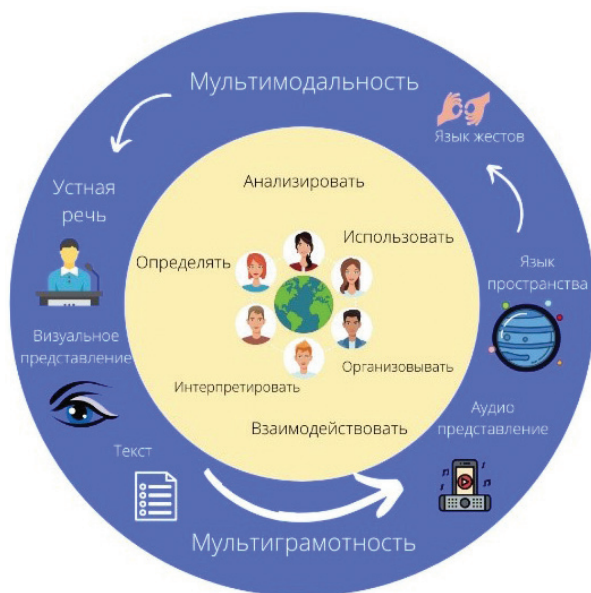 Мультимодальность
Язык жестов
Устная
речь
Анализировать
Использовать
Определять
Язык
пространства
Визуальное
представление
Организовывать
Интерпретировать
Аудио
представление
Взаимодействовать
Текст
Мультиграмотность